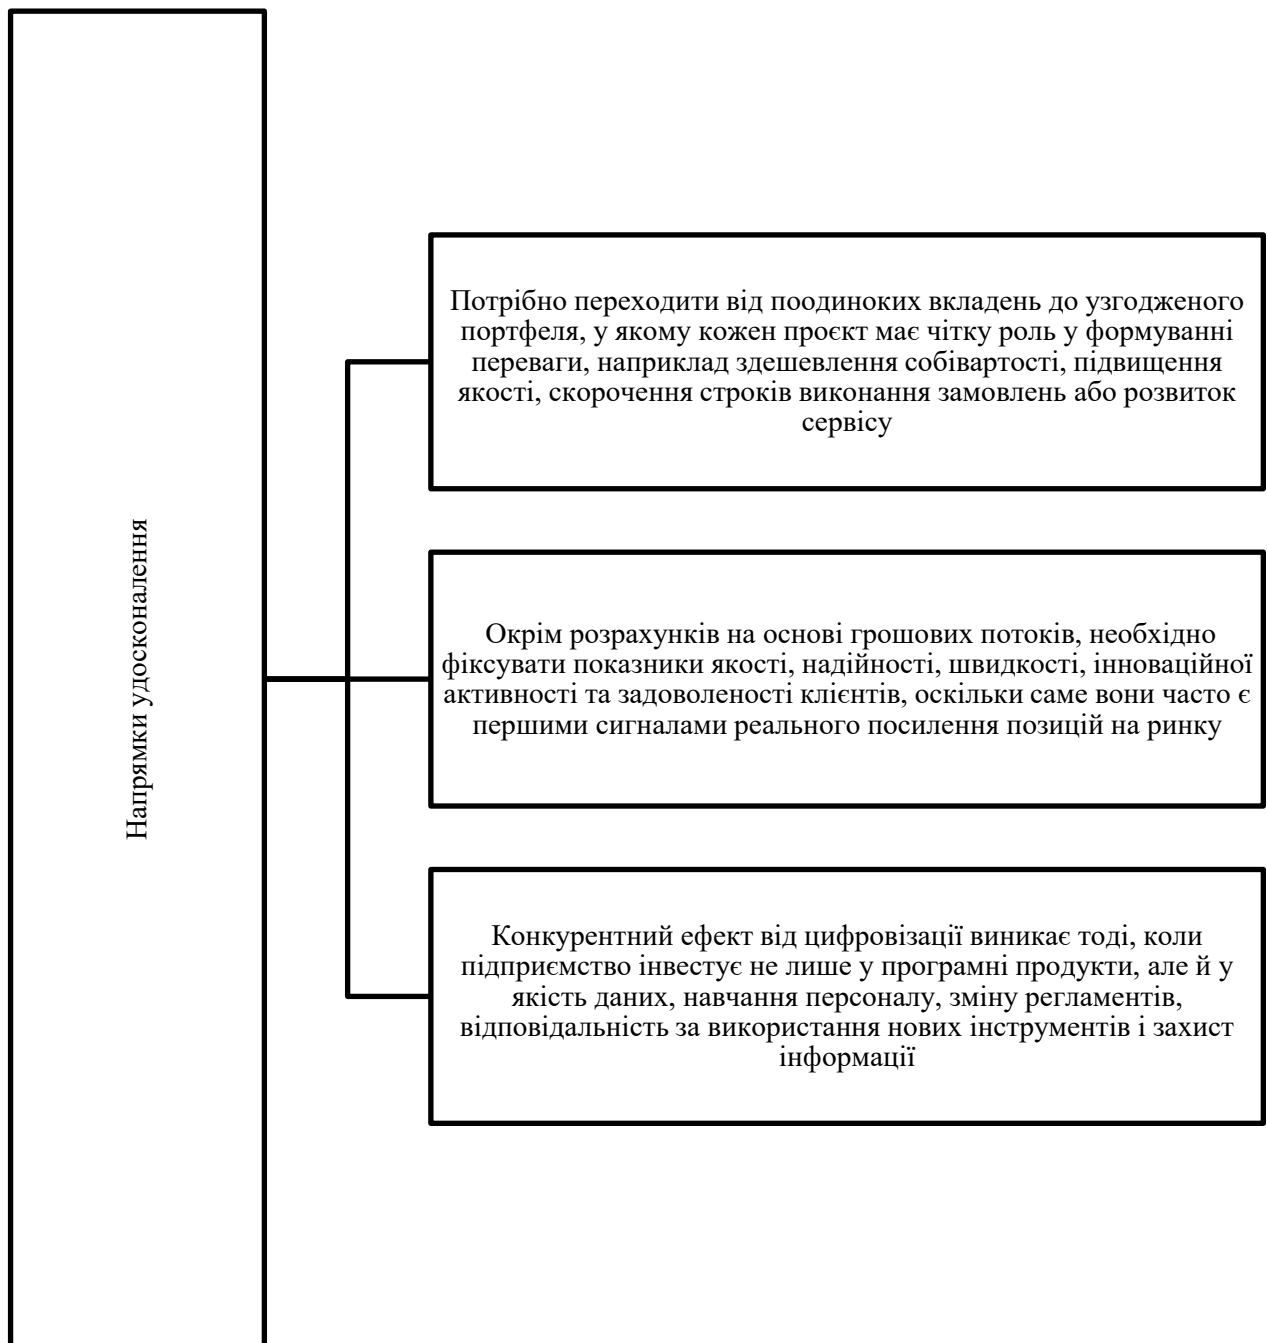 Напрямки удосконалення
Потрібно переходити від поодиноких вкладень до узгодженого
портфеля, у якому кожен проєкт має чітку роль у формуванні
переваги, наприклад здешевлення собівартості, підвищення
якості, скорочення строків виконання замовлень або розвиток
сервісу
Окрім розрахунків на основі грошових потоків, необхідно
фіксувати показники якості, надійності, швидкості, інноваційної
активності та задоволеності клієнтів, оскільки саме вони часто є
першими сигналами реального посилення позицій на ринку
Конкурентний ефект від цифровізації виникає тоді, коли
підприємство інвестує не лише у програмні продукти, але й у
якість даних, навчання персоналу, зміну регламентів,
відповідальність за використання нових інструментів і захист
інформації